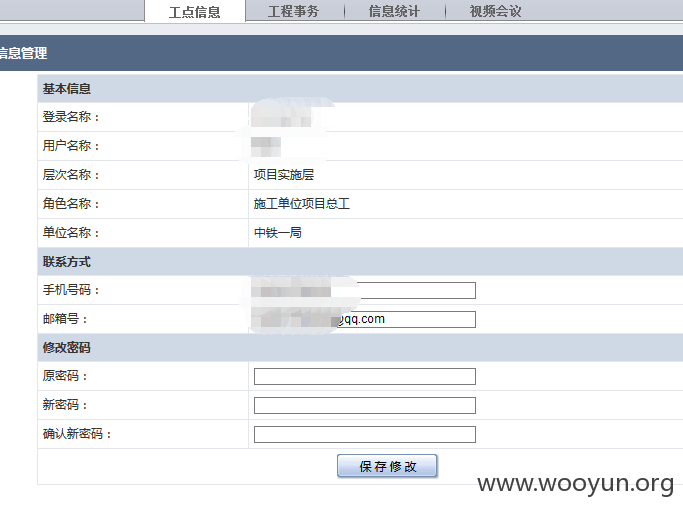 工点信息 工程事务 信息统计 视频会议
信息管理
基本信息
登录名称：
用户名称：
层次名称： 项目实施层
角色名称： 施工单位项目总工
单位名称： 中铁一局
联系方式
手机号码：
邮箱号： @qq.com
修改密码
原密码：
新密码：
确认新密码：
保存修改
www.wooyun.org